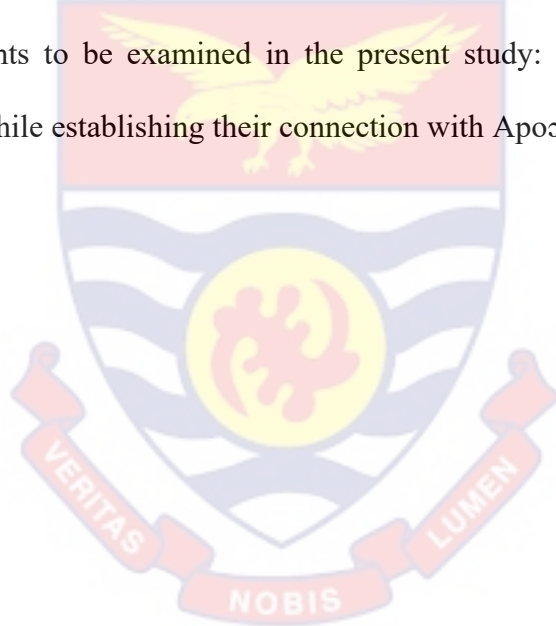 nts to be examined in the present study:
hile establishing their connection with Apoɔ
VERITAS
NOBIS
LUMEN